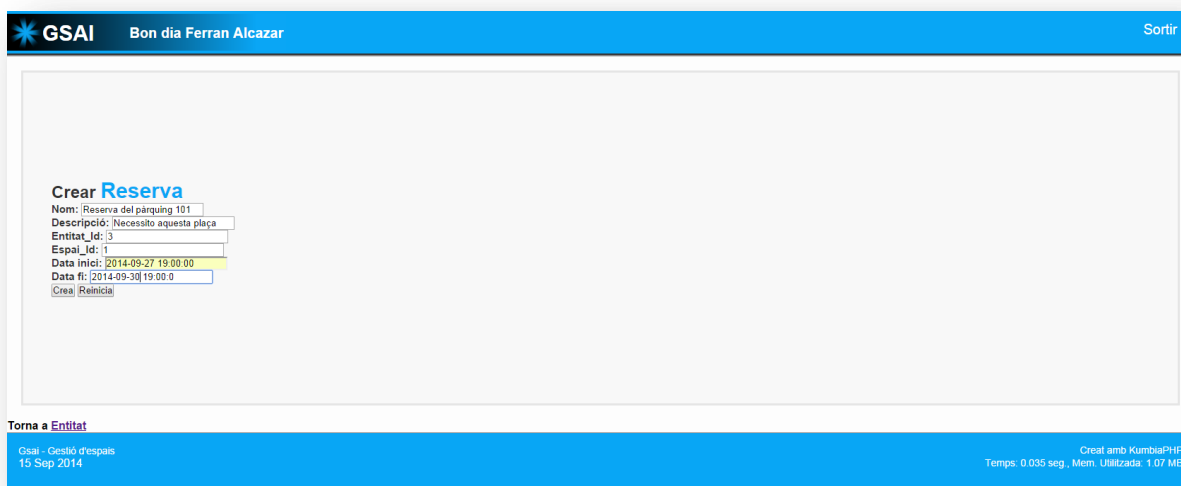 GSAI Bon dia Ferran Alcazar Sortir
Crear Reserva
Nom: Reserva del pàrquing 101
Descripció: Necessito aquesta plaça
Entitat_Id: 3
Espai_Id: 1
Data inici: 2014-09-27 19:00:00
Data fi: 2014-09-30 19:00:0
Crea Reinicia
Torna a Entitat
Gsai - Gestió d'espais Creat amb KumbiaPHP
15 Sep 2014 Temps: 0.035 seg., Mem. Utilitzada: 1.07 MB